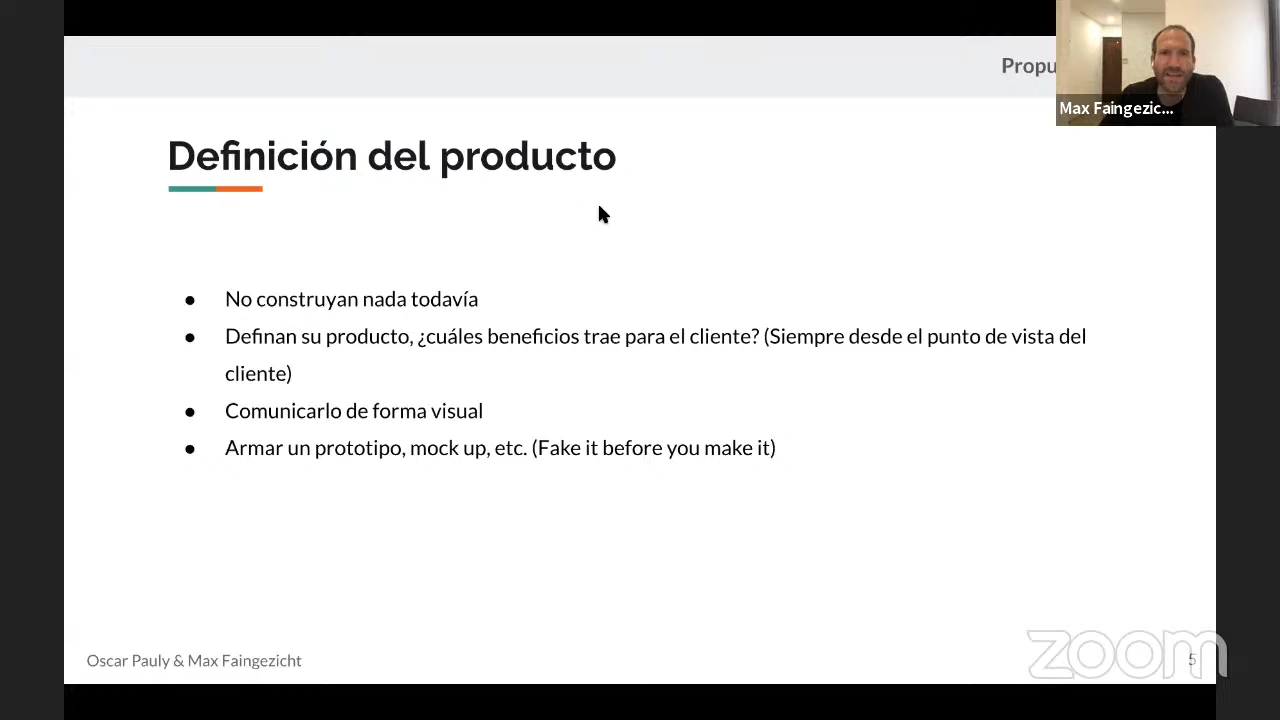 Propu
Max Faingezic...
Definición del producto
● No construyan nada todavía
● Definan su producto, ¿cuáles beneficios trae para el cliente? (Siempre desde el punto de vista del
cliente)
● Comunicarlo de forma visual
● Armar un prototipo, mock up, etc. (Fake it before you make it)
Oscar Pauly & Max Faingezicht
zoom
5